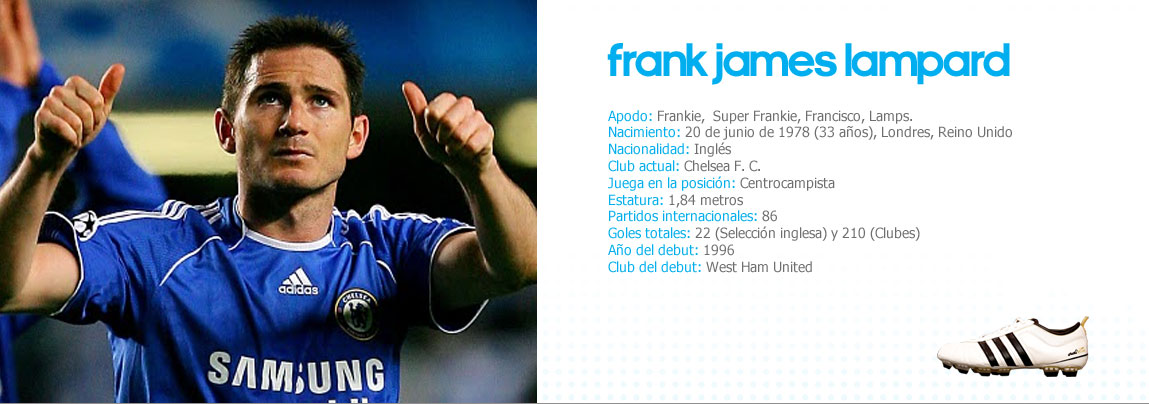 frank james lampard
Apodo: Frankie,  Super Frankie, Francisco, Lamps.
Nacimiento: 20 de junio de 1978 (33 años), Londres, Reino Unido
Nacionalidad: Inglés
Club actual: Chelsea F. C.
Juega en la posición: Centrocampista
Estatura: 1,84 metros
Partidos internacionales: 86
Goles totales: 22 (Selección inglesa) y 210 (Clubes)
Año del debut: 1996
Club del debut: West Ham United
adidas
CHELSEA
SAMSUNG